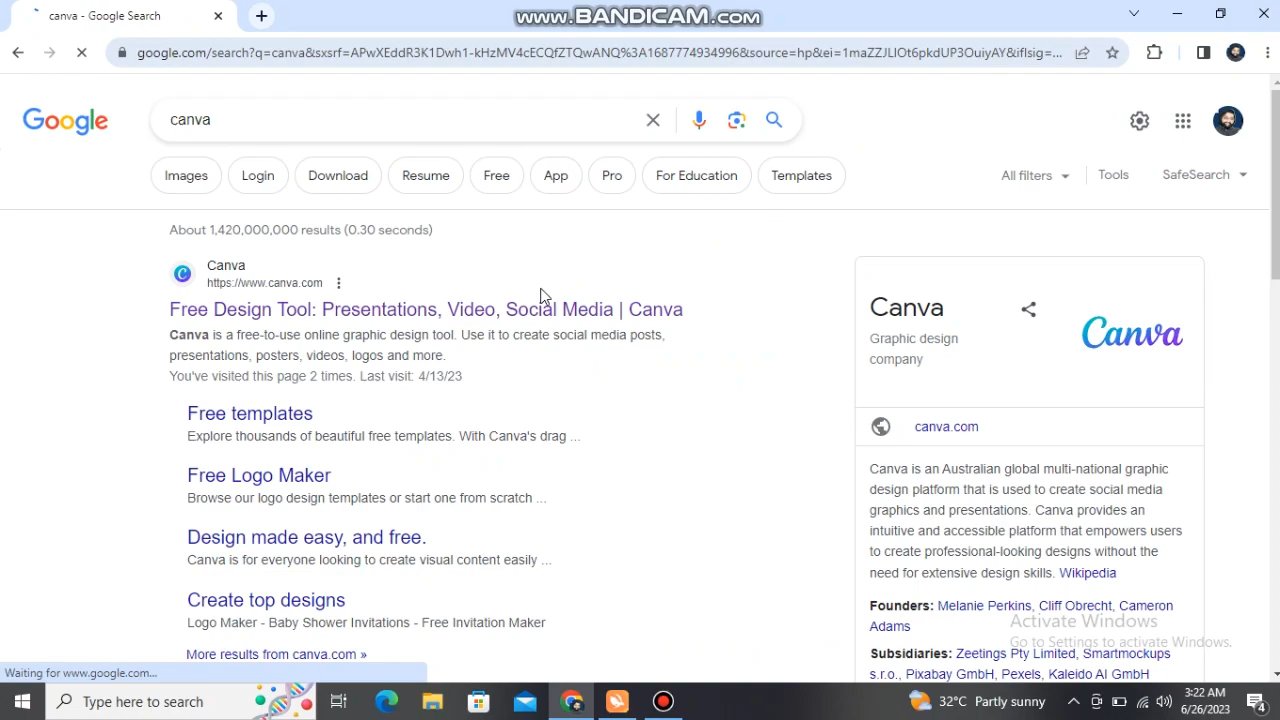 canva - Google Search
www.BANDICAM.com
google.com/search?q=canva&sxsrf=APwXEddR3K1Dwh1-kHzMV4cECQfZTQwANQ%3A1687774934996&source=hp&ei=1maZZJLIOt6pkdUP3OuiyAY&iflsig=...
Google
canva
Images
Login
Download
Resume
Free
App
Pro
For Education
Templates
All filters
Tools
SafeSearch
About 1,420,000,000 results (0.30 seconds)
Canva
https://www.canva.com
Free Design Tool: Presentations, Video, Social Media | Canva
Canva is a free-to-use online graphic design tool. Use it to create social media posts,
presentations, posters, videos, logos and more.
You've visited this page 2 times. Last visit: 4/13/23
Free templates
Explore thousands of beautiful free templates. With Canva's drag ...
Free Logo Maker
Browse our logo design templates or start one from scratch ...
Design made easy, and free.
Canva is for everyone looking to create visual content easily ...
Create top designs
Logo Maker - Baby Shower Invitations - Free Invitation Maker
More results from canva.com »
Canva
Graphic design
company
Canva
canva.com
Canva is an Australian global multi-national graphic
design platform that is used to create social media
graphics and presentations. Canva provides an
intuitive and accessible platform that empowers users
to create professional-looking designs without the
need for extensive design skills. Wikipedia
Founders: Melanie Perkins, Cliff Obrecht, Cameron
Adams
Subsidiaries: Zeetings Pty Limited, Smartmockups
s.r.o., Pixabay GmbH, Pexels, Kaleido AI GmbH
Activate Windows
Go to Settings to activate Windows.
Waiting for www.google.com...
Type here to search
32°C Partly sunny
3:22 AM
6/26/2023
4